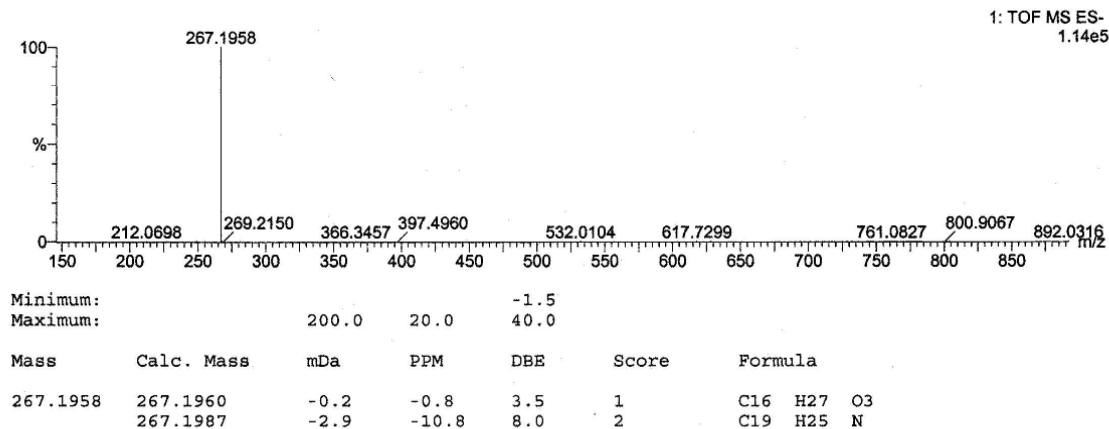 1: TOF MS ES-
1.14e5
267.1958
100
%
212.0698 269.2150 366.3457 397.4960 532.0104 617.7299 761.0827 800.9067 892.0316
0 m/z
150 200 250 300 350 400 450 500 550 600 650 700 750 800 850
Minimum: -1.5
Maximum: 200.0 20.0 40.0
Mass Calc. Mass mDa PPM DBE Score Formula
267.1958 267.1960 -0.2 -0.8 3.5 1 C16 H27 O3
267.1987 -2.9 -10.8 8.0 2 C19 H25 N